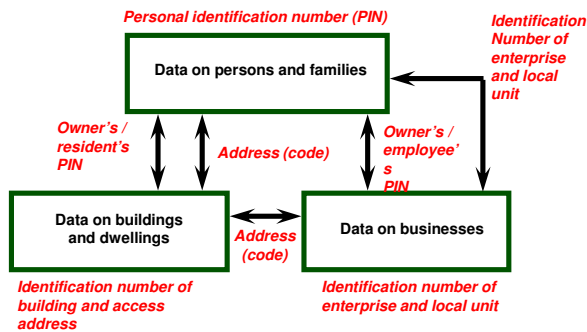 Personal identification number (PIN)
Identification
Number of
enterprise
and local
unit
Data on persons and families
Owner's /
resident's
PIN
Address (code)
Owner's /
employee'
s
PIN
Data on buildings
and dwellings
Address
(code)
Data on businesses
Identification number of
building and access
address
Identification number of
enterprise and local unit